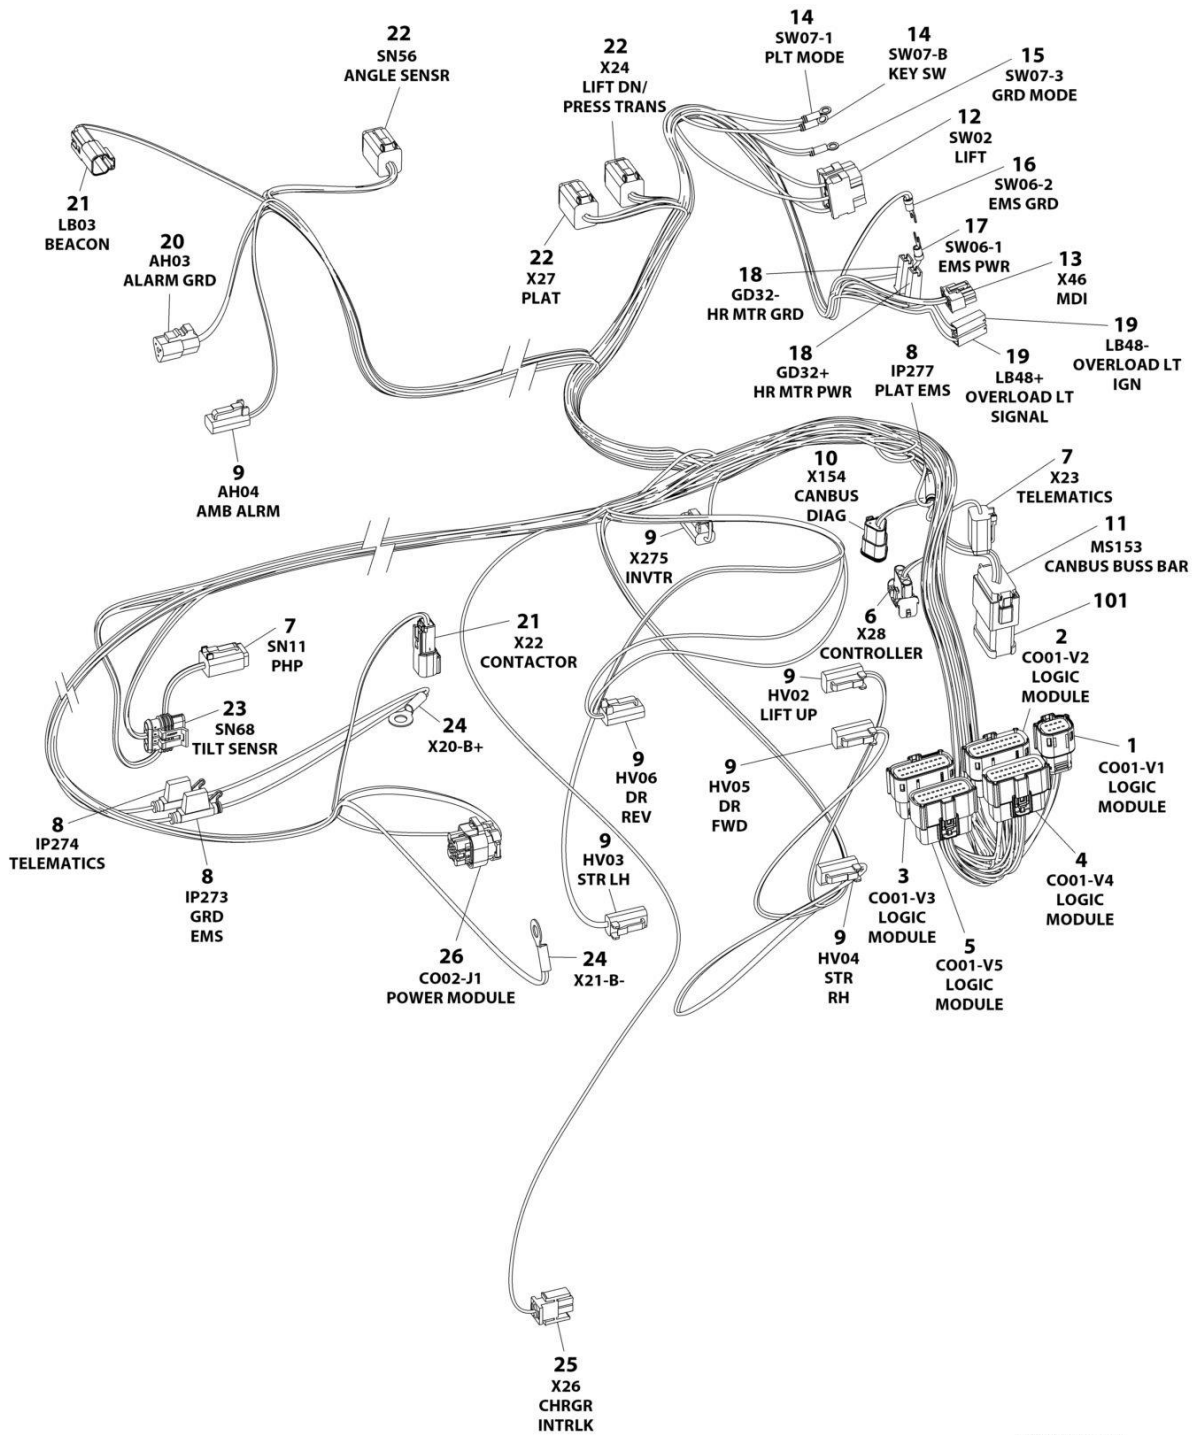 14
SW07-1
PLT MODE
14
SW07-B
KEY SW
15
SW07-3
GRD MODE
22
SN56
ANGLE SENSR
22
X24
LIFT DN/
PRESS TRANS
12
SW02
LIFT
16
SW06-2
EMS GRD
21
LB03
BEACON
20
AH03
ALARM GRD
22
X27
PLAT
17
SW06-1
EMS PWR
18
GD32-
HR MTR GRD
13
X46
MDI
18
GD32+
HR MTR PWR
8
IP277
PLAT EMS
19
LB48+
OVERLOAD LT
SIGNAL
19
LB48-
OVERLOAD LT
IGN
9
AH04
AMB ALRM
10
X154
CANBUS
DIAG
7
X23
TELEMATICS
9
X275
INVTR
11
MS153
CANBUS BUSS BAR
101
6
X28
CONTROLLER
7
SN11
PHP
21
X22
CONTACTOR
2
CO01-V2
LOGIC
MODULE
9
HV02
LIFT UP
23
SN68
TILT SENSR
24
X20-B+
9
HV06
DR
REV
9
HV05
DR
FWD
1
CO01-V1
LOGIC
MODULE
8
IP274
TELEMATICS
8
IP273
GRD
EMS
9
HV03
STR LH
3
CO01-V3
LOGIC
MODULE
4
CO01-V4
LOGIC
MODULE
26
CO02-J1
POWER MODULE
24
X21-B-
9
HV04
STR
RH
5
CO01-V5
LOGIC
MODULE
25
X26
CHRGR
INTRLK